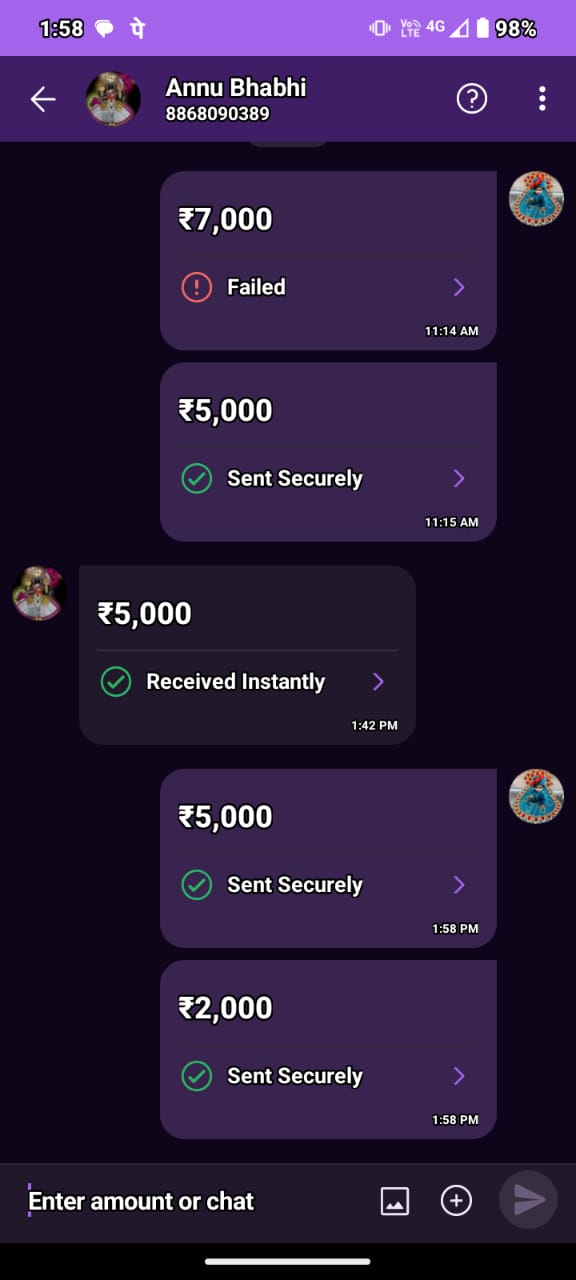 1:58
पे
Vo LTE 4G 98%
Annu Bhabhi
8868090389
₹7,000
Failed
11:14 AM
₹5,000
Sent Securely
11:15 AM
₹5,000
Received Instantly
1:42 PM
₹5,000
Sent Securely
1:58 PM
₹2,000
Sent Securely
1:58 PM
Enter amount or chat